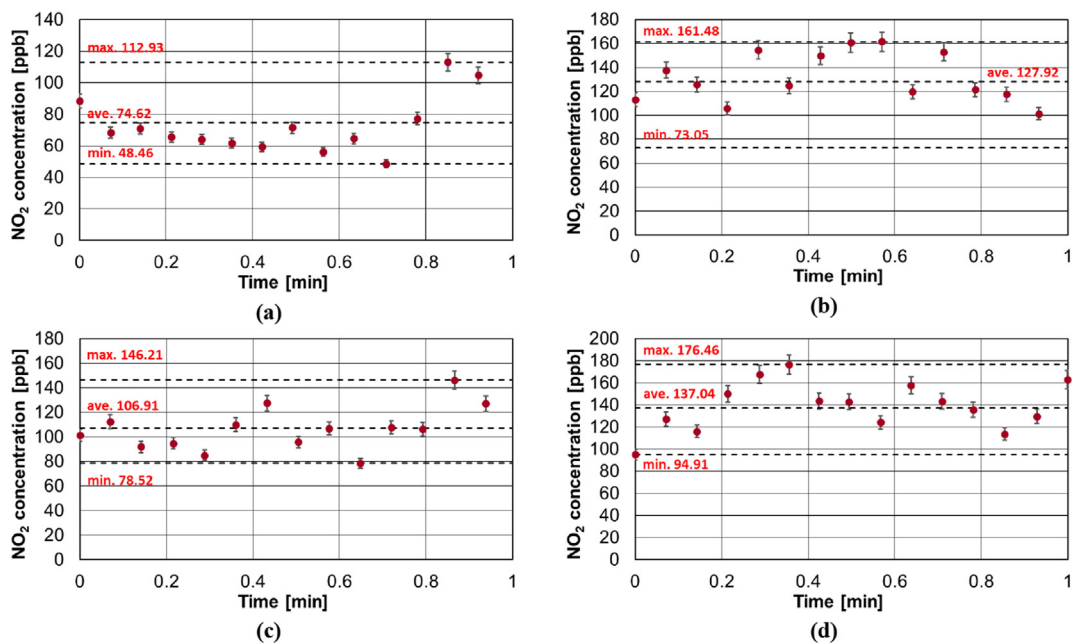 NO₂ concentration [ppb]
140
120
100
80
60
40
20
0
max. 112.93
ave. 74.62
min. 48.46
0 0.2 0.4 0.6 0.8 1
Time [min]
(a)
NO₂ concentration [ppb]
180
160
140
120
100
80
60
40
20
0
max. 161.48
ave. 127.92
min. 73.05
0 0.2 0.4 0.6 0.8 1
Time [min]
(b)
NO₂ concentration [ppb]
180
160
140
120
100
80
60
40
20
0
max. 146.21
ave. 106.91
min. 78.52
0 0.2 0.4 0.6 0.8 1
Time [min]
(c)
NO₂ concentration [ppb]
200
180
160
140
120
100
80
60
40
20
0
max. 176.46
ave. 137.04
min. 94.91
0 0.2 0.4 0.6 0.8 1
Time [min]
(d)